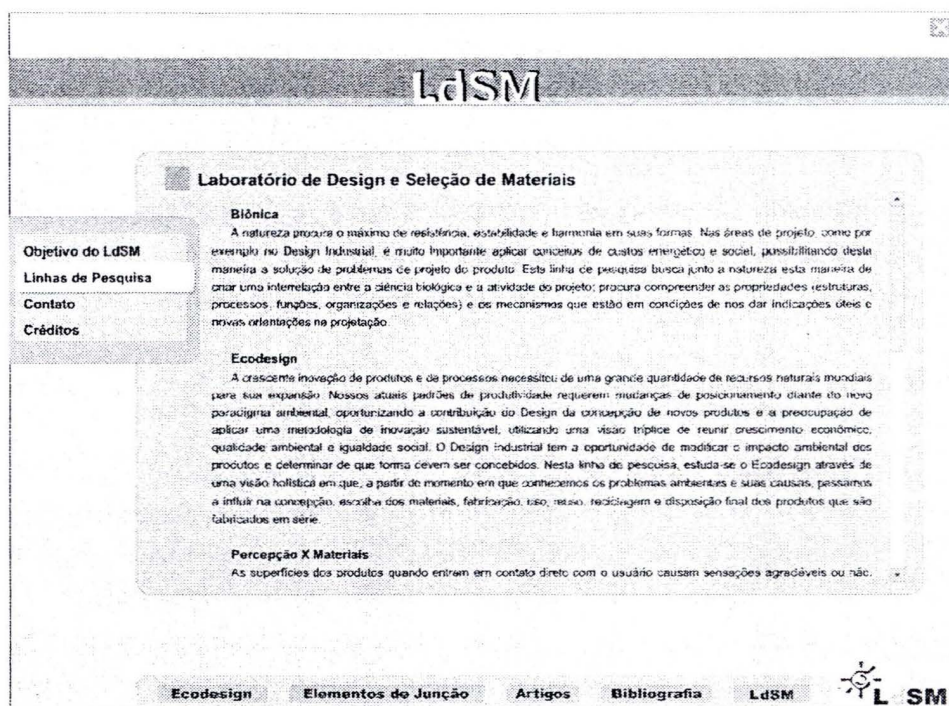 LdSM
Laboratório de Design e Seleção de Materiais
Objetivo do LdSM
Linhas de Pesquisa
Contato
Créditos
Biônica
A natureza procura o máximo de resistência, estabilidade e harmonia em suas formas. Nas áreas de projeto, como por
exemplo no Design Industrial, é muito importante aplicar conceitos de custos energético e social, possibilitando desta
maneira a solução de problemas de projeto do produto. Esta linha de pesquisa busca junto a natureza esta maneira de
criar uma interrelação entre a ciência biológica e a atividade do projeto; procura compreender as propriedades (estruturas,
processos, funções, organizações e relações) e os mecanismos que estão em condições de nos dar indicações úteis e
novas orientações na projetação.
Ecodesign
A crescente inovação de produtos e de processos necessitou de uma grande quantidade de recursos naturais mundiais
para sua expansão. Nossos atuais padrões de produtividade requerem mudanças de posicionamento diante do novo
paradigma ambiental, oportunizando a contribuição do Design da concepção de novos produtos e a preocupação de
aplicar uma metodologia de inovação sustentável, utilizando uma visão tríplice de reunir crescimento econômico,
qualidade ambiental e igualdade social. O Design Industrial tem a oportunidade de modificar o impacto ambiental dos
produtos e determinar de que forma devem ser concebidos. Nesta linha de pesquisa, estuda-se o Ecodesign através de
uma visão holística em que, a partir de momento em que conhecemos os problemas ambientais e suas causas, passamos
a influir na concepção, escolha dos materiais, fabricação, uso, reuso, reciclagem e disposição final dos produtos que são
fabricados em série.
Percepção X Materiais
As superfícies dos produtos quando entram em contato direto com o usuário causam sensações agradáveis ou não,
Ecodesign Elementos de Junção Artigos Bibliografia LdSM
L SM